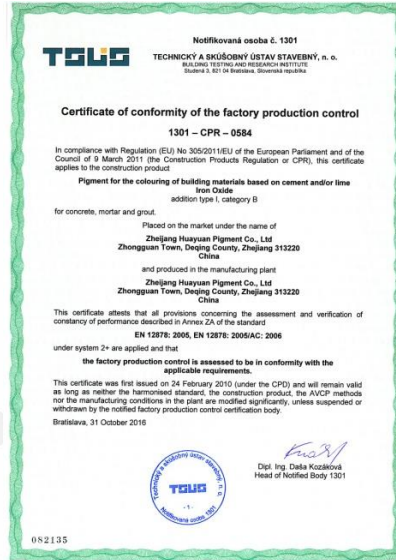 Notifikovaná osoba č. 1301
TSUS
TECHNICKÝ A SKÚŠOBNÝ ÚSTAV STAVEBNÝ, n. o.
BUILDING TESTING AND RESEARCH INSTITUTE
Studená 3, 821 04 Bratislava, Slovenská republika
Certificate of conformity of the factory production control
1301 – CPR – 0584
In compliance with Regulation (EU) No 305/2011/EU of the European Parliament and of the
Council of 9 March 2011 (the Construction Products Regulation or CPR), this certificate
applies to the construction product
Pigment for the colouring of building materials based on cement and/or lime
Iron Oxide
addition type I, category B
for concrete, mortar and grout.
Placed on the market under the name of
Zheijang Huayuan Pigment Co., Ltd
Zhongguan Town, Deqing County, Zhejiang 313220
China
and produced in the manufacturing plant
Zheijang Huayuan Pigment Co., Ltd
Zhongguan Town, Deqing County, Zhejiang 313220
China
This certificate attests that all provisions concerning the assessment and verification of
constancy of performance described in Annex ZA of the standard
EN 12878: 2005, EN 12878: 2005/AC: 2006
under system 2+ are applied and that
the factory production control is assessed to be in conformity with the
applicable requirements.
This certificate was first issued on 24 February 2010 (under the CPD) and will remain valid
as long as neither the harmonised standard, the construction product, the AVCP methods
nor the manufacturing conditions in the plant are modified significantly, unless suspended or
withdrawn by the notified factory production control certification body.
Bratislava, 31 October 2016
Dipl. Ing. Daša Kozáková
Head of Notified Body 1301
Technický a skúšobný ústav stavebný, n. o.
TSUS
- 1 -
Notifikovaná osoba 1301
082135